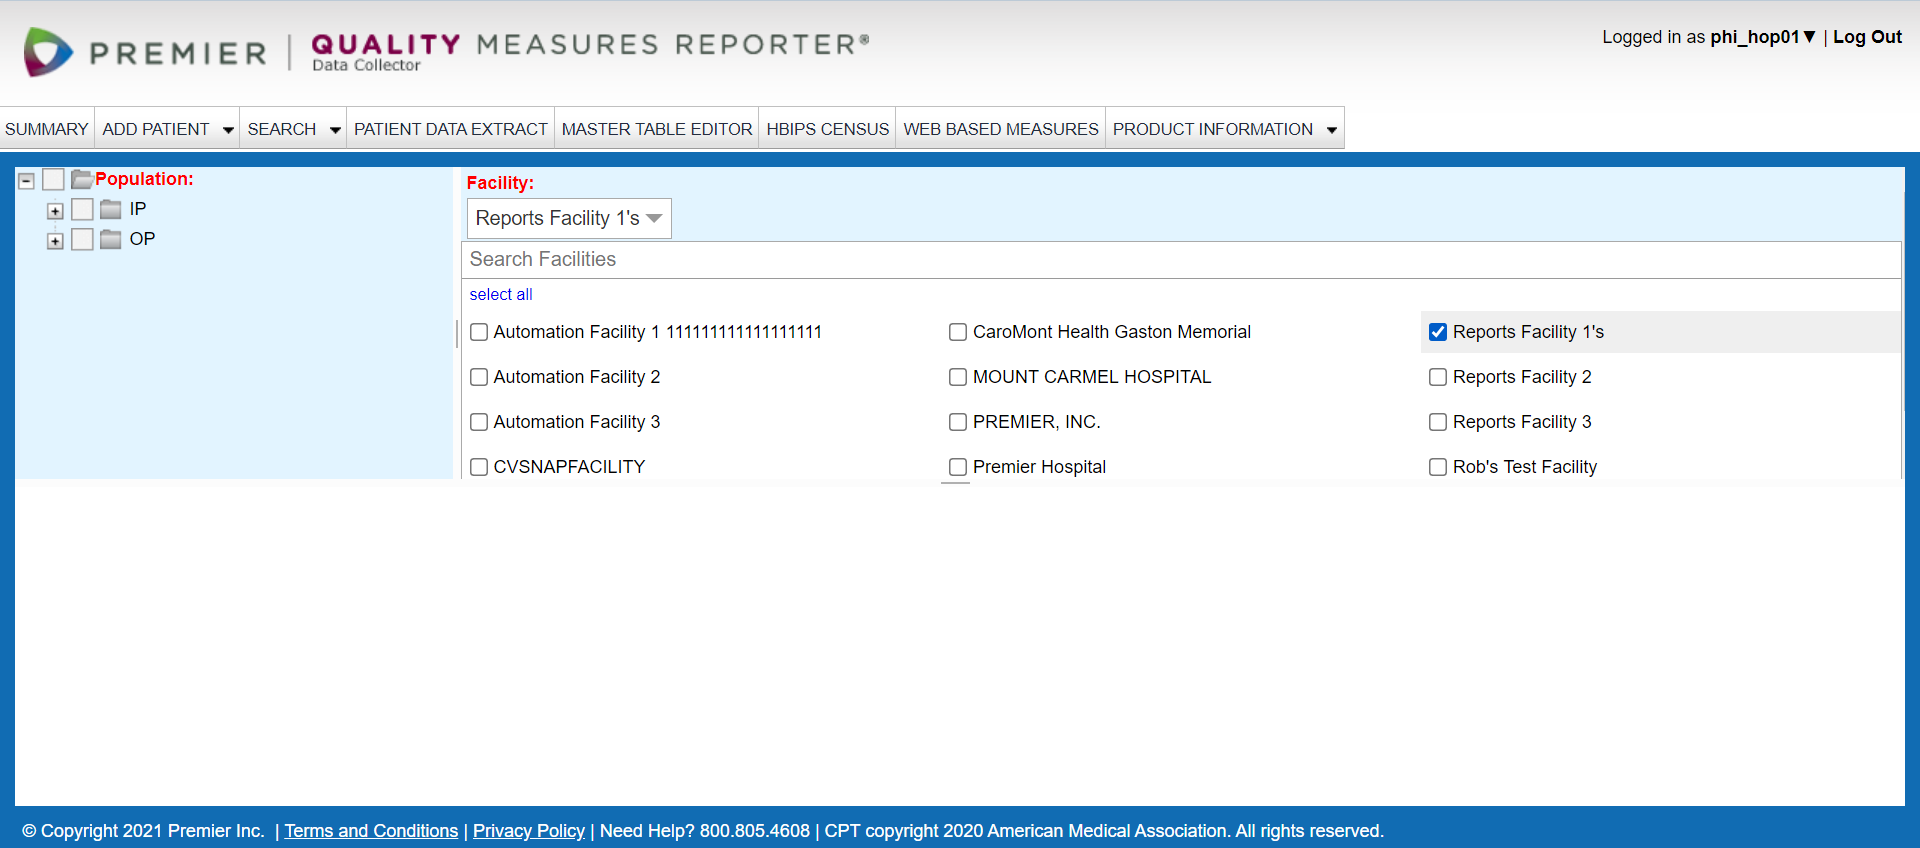 PREMIER | QUALITY MEASURES REPORTER®
Data Collector
Logged in as phi_hop01▼ | Log Out
SUMMARY ADD PATIENT SEARCH PATIENT DATA EXTRACT MASTER TABLE EDITOR HBIPS CENSUS WEB BASED MEASURES PRODUCT INFORMATION
Population:
IP
OP
Facility:
Reports Facility 1's
Search Facilities
select all
Automation Facility 1 111111111111111111 CaroMont Health Gaston Memorial Reports Facility 1's
Automation Facility 2 MOUNT CARMEL HOSPITAL Reports Facility 2
Automation Facility 3 PREMIER, INC. Reports Facility 3
CVSNAPFACILITY Premier Hospital Rob's Test Facility
© Copyright 2021 Premier Inc. | Terms and Conditions | Privacy Policy | Need Help? 800.805.4608 | CPT copyright 2020 American Medical Association. All rights reserved.